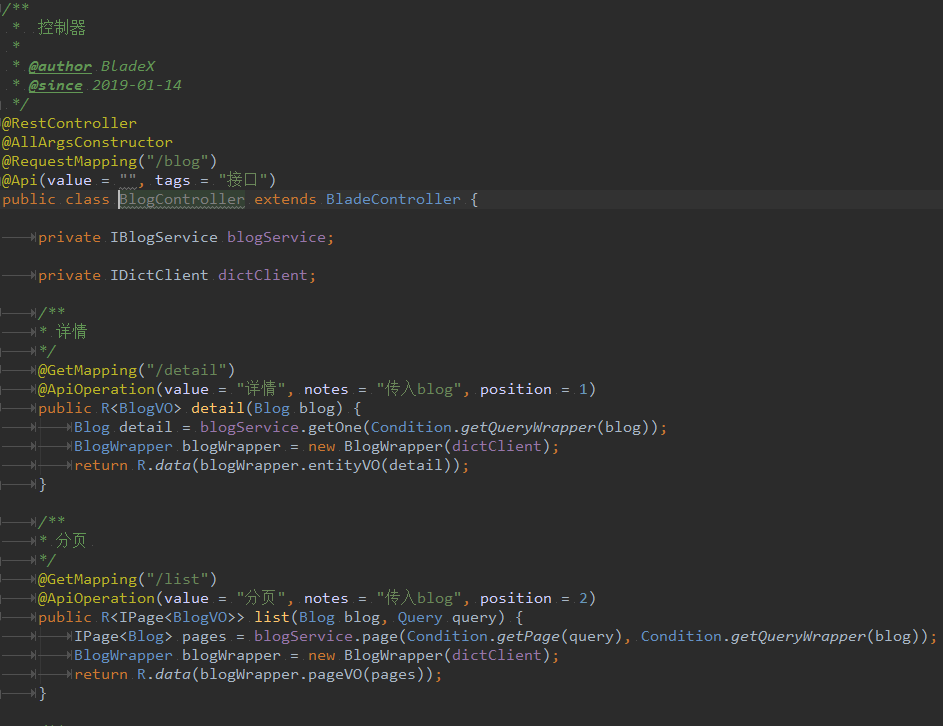 /**
 *  控制器
 *
 * @author BladeX
 * @since 2019-01-14
 */
@RestController
@AllArgsConstructor
@RequestMapping("/blog")
@Api(value = "", tags = "接口")
public class BlogController extends BladeController {
private IBlogService blogService;
private IDictClient dictClient;
/**
* 详情
*/
@GetMapping("/detail")
@ApiOperation(value = "详情", notes = "传入blog", position = 1)
public R<BlogVO> detail(Blog blog) {
Blog detail = blogService.getOne(Condition.getQueryWrapper(blog));
BlogWrapper blogWrapper = new BlogWrapper(dictClient);
return R.data(blogWrapper.entityVO(detail));
}
/**
* 分页
*/
@GetMapping("/list")
@ApiOperation(value = "分页", notes = "传入blog", position = 2)
public R<IPage<BlogVO>> list(Blog blog, Query query) {
IPage<Blog> pages = blogService.page(Condition.getPage(query), Condition.getQueryWrapper(blog));
BlogWrapper blogWrapper = new BlogWrapper(dictClient);
return R.data(blogWrapper.pageVO(pages));
}